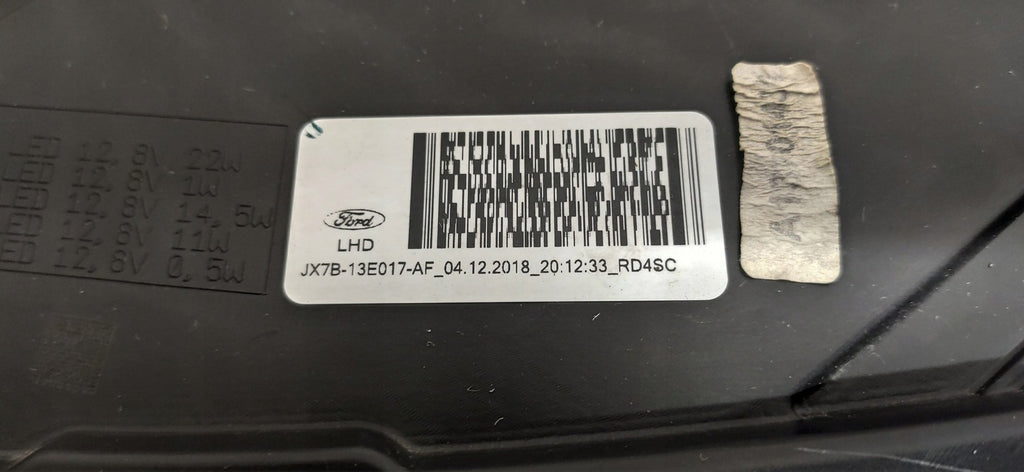 LED 12,8V 22W
LED 12,8V 1W
LED 12,8V 14,5W
LED 12,8V 11W
LED 12,8V 0,5W
Ford
LHD
JX7B-13E017-AF_04.12.2018_20:12:33_RD4SC